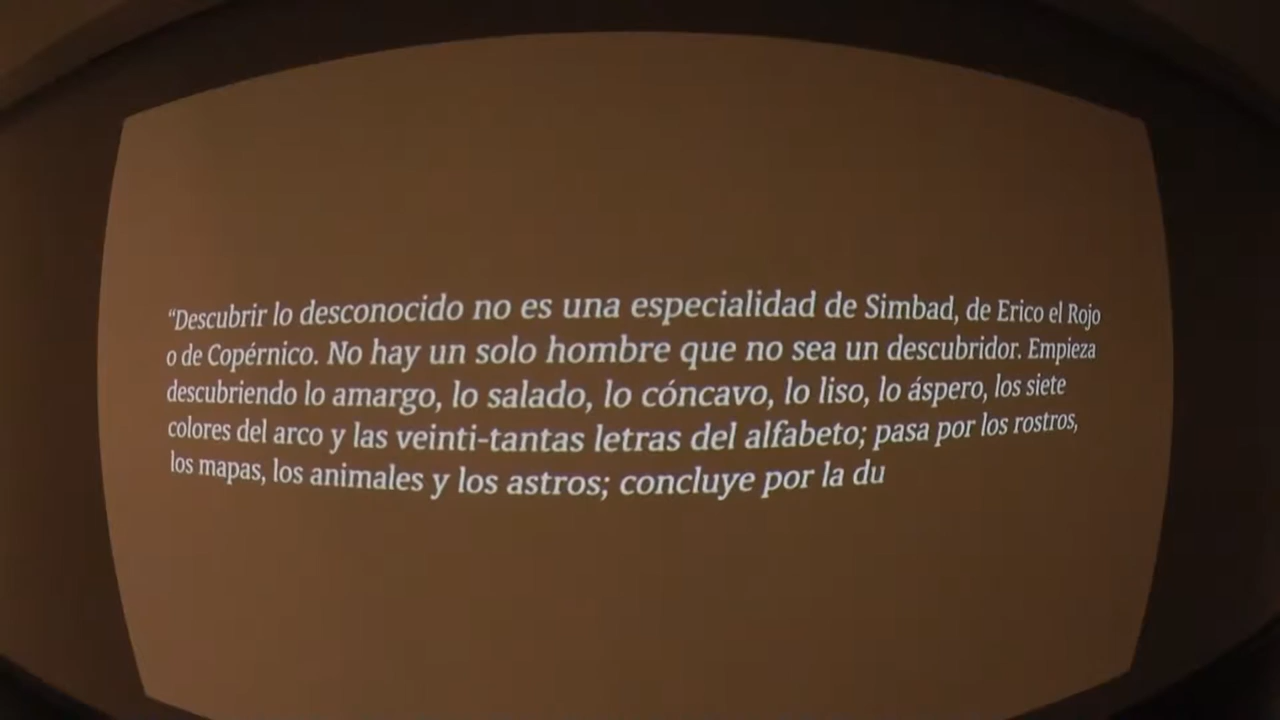 “Descubrir lo desconocido no es una especialidad de Simbad, de Erico el Rojo
o de Copérnico. No hay un solo hombre que no sea un descubridor. Empieza
descubriendo lo amargo, lo salado, lo cóncavo, lo liso, lo áspero, los siete
colores del arco y las veinti-tantas letras del alfabeto; pasa por los rostros,
los mapas, los animales y los astros; concluye por la du